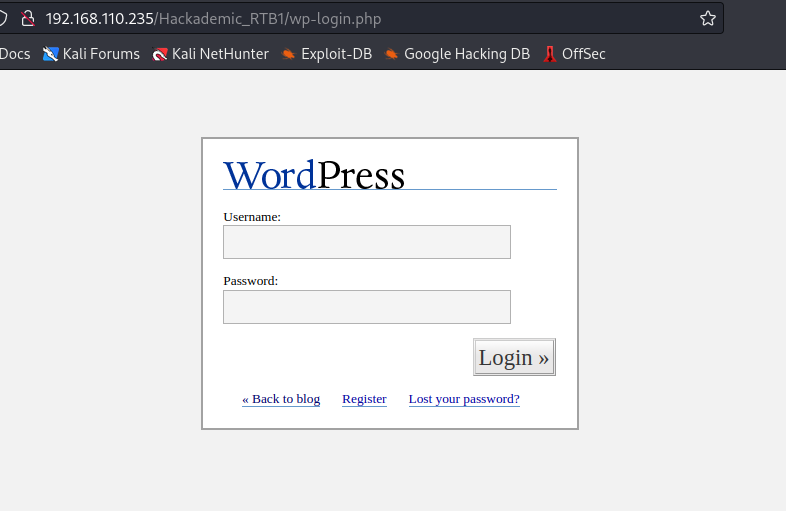 192.168.110.235/Hackademic_RTB1/wp-login.php
Docs Kali Forums Kali NetHunter Exploit-DB Google Hacking DB OffSec
WordPress
Username:
Password:
Login »
« Back to blog Register Lost your password?